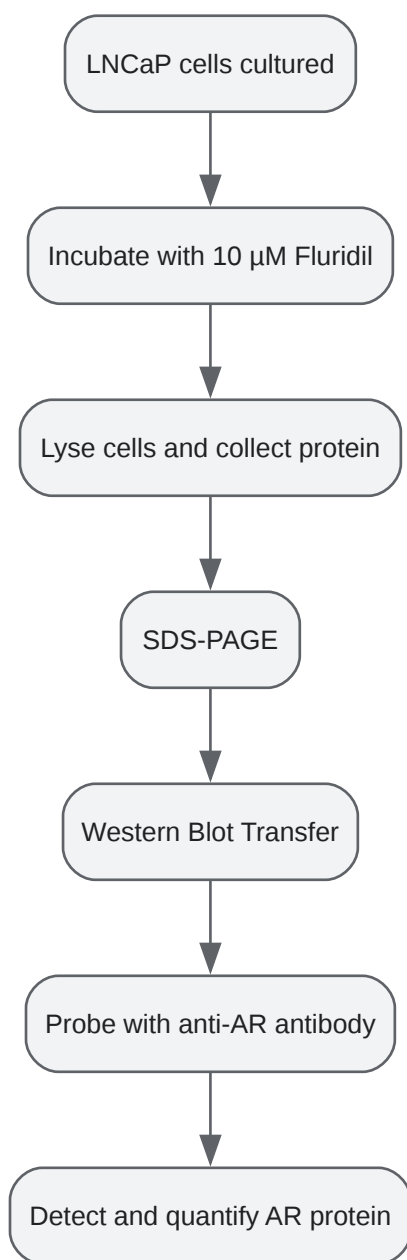 LNCaP cells cultured
Incubate with 10 µM Fluridil
Lyse cells and collect protein
SDS-PAGE
Western Blot Transfer
Probe with anti-AR antibody
Detect and quantify AR protein